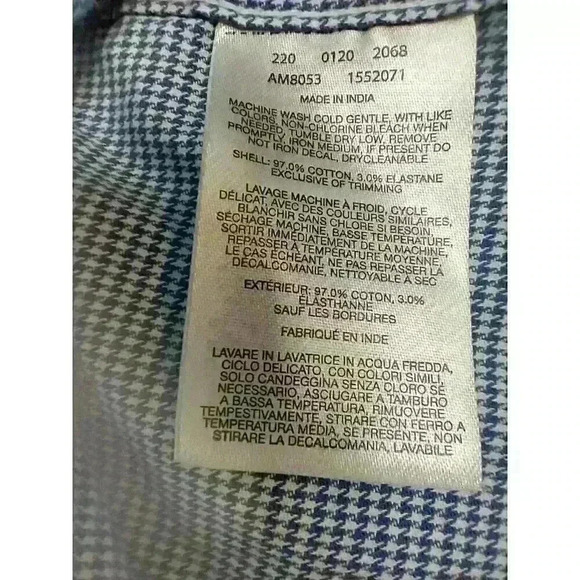 220 0120 2068
AM8053 1552071
MADE IN INDIA
MACHINE WASH COLD GENTLE, WITH LIKE
COLORS, NON-CHLORINE BLEACH WHEN
NEEDED, TUMBLE DRY LOW, REMOVE
PROMPTLY, IRON MEDIUM, IF PRESENT DO
NOT IRON DECAL, DRYCLEANABLE
SHELL: 97.0% COTTON, 3.0% ELASTANE
EXCLUSIVE OF TRIMMING
LAVAGE MACHINE À FROID, CYCLE
DÉLICAT, AVEC DES COULEURS SIMILAIRES,
BLANCHIR SANS CHLORE SI BESOIN,
SÉCHAGE MACHINE, BASSE TEMPÉRATURE,
SORTIR IMMÉDIATEMENT DE LA MACHINE,
REPASSER À TEMPÉRATURE MOYENNE,
LE CAS ÉCHÉANT, NE PAS REPASSER LA
DÉCALCOMANIE, NETTOYABLE À SEC
EXTÉRIEUR: 97.0% COTON, 3.0%
ÉLASTHANNE
SAUF LES BORDURES
FABRIQUÉ EN INDE
LAVARE IN LAVATRICE IN ACQUA FREDDA,
CICLO DELICATO, CON COLORI SIMILI,
SOLO CANDEGGINA SENZA CLORO SE
NECESSARIO, ASCIUGARE A TAMBURO
A BASSA TEMPERATURA, RIMUOVERE
TEMPESTIVAMENTE, STIRARE CON FERRO A
TEMPERATURA MEDIA, SE PRESENTE, NON
STIRARE LA DECALCOMANIA, LAVABILE